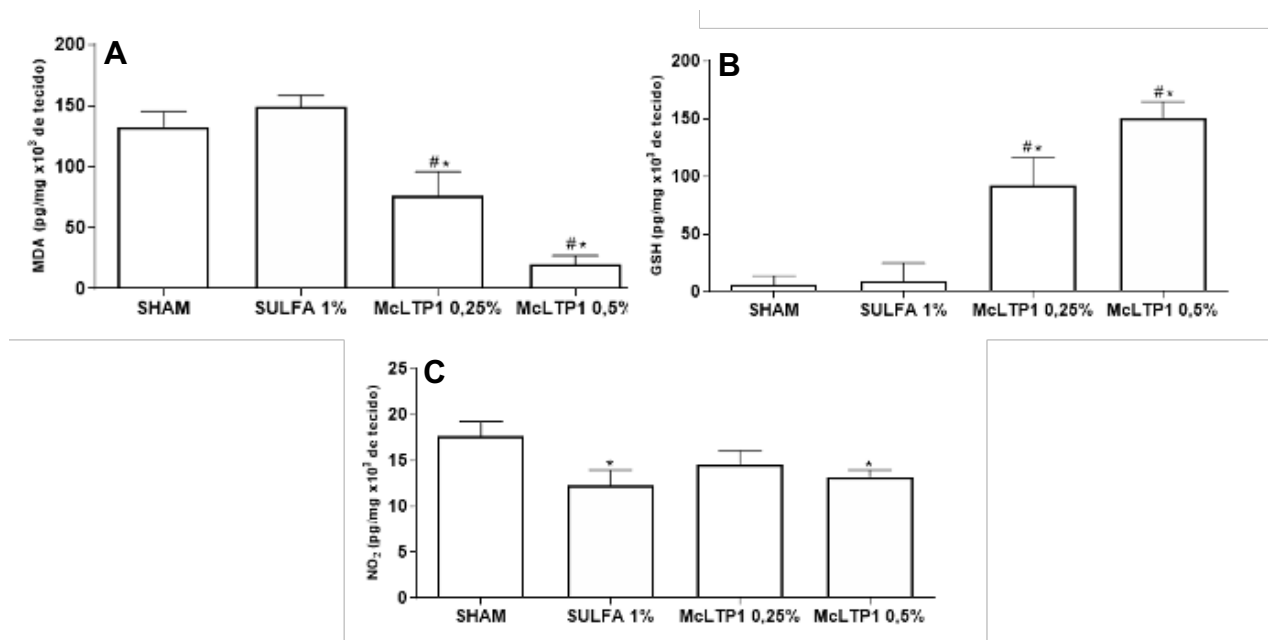 A
MDA (pg/mg x10³ de tecido)
200
150
100
50
0
#*
#*
SHAM SULFA 1% McLTP1 0,25% McLTP1 0,5%
B
GSH (pg/mg x10³ de tecido)
200
150
100
50
0
#*
#*
SHAM SULFA 1% McLTP1 0,25% McLTP1 0,5%
C
NO₂ (pg/mg x10³ de tecido)
25
20
15
10
5
0
*
*
SHAM SULFA 1% McLTP1 0,25% McLTP1 0,5%